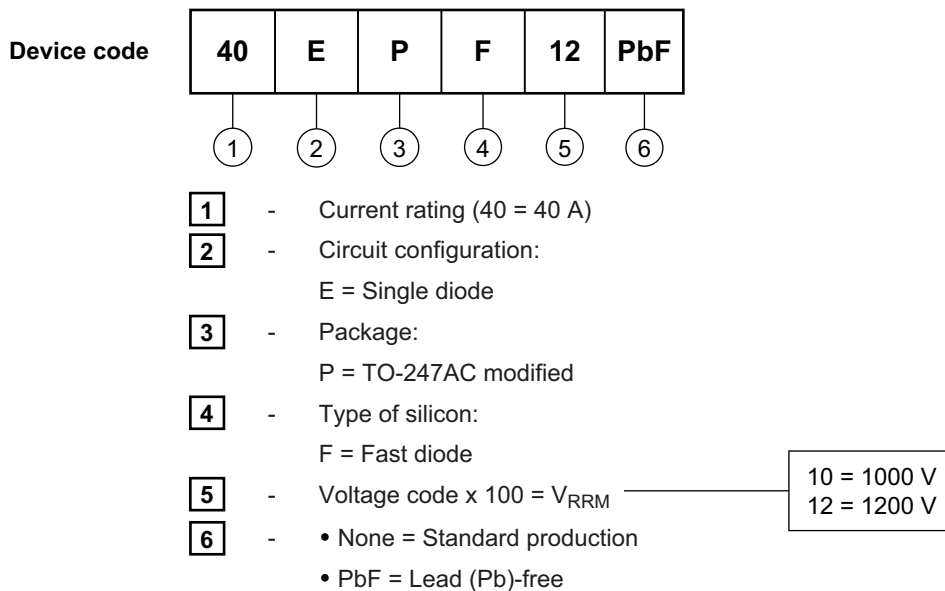 Device code 40 E P F 12 PbF
1 2 3 4 5 6
1 - Current rating (40 = 40 A)
2 - Circuit configuration:
E = Single diode
3 - Package:
P = TO-247AC modified
4 - Type of silicon:
F = Fast diode
5 - Voltage code x 100 = VRRM
10 = 1000 V
12 = 1200 V
6 - • None = Standard production
• PbF = Lead (Pb)-free